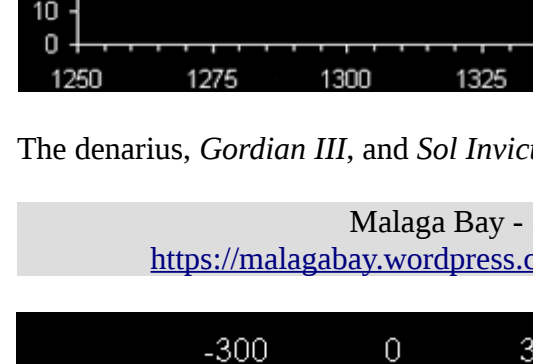 10
0
1250 1275 1300 1325
The denarius, Gordian III, and Sol
Malaga Bay -
https://malagabay.wordpress.
-300 0